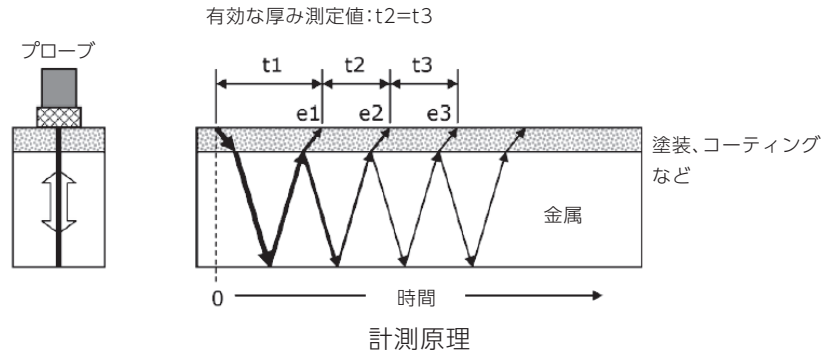 有効な厚み測定値:t2=t3
プローブ
t1
t2
t3
e1
e2
e3
塗装、コーティング
など
金属
0
時間
計測原理